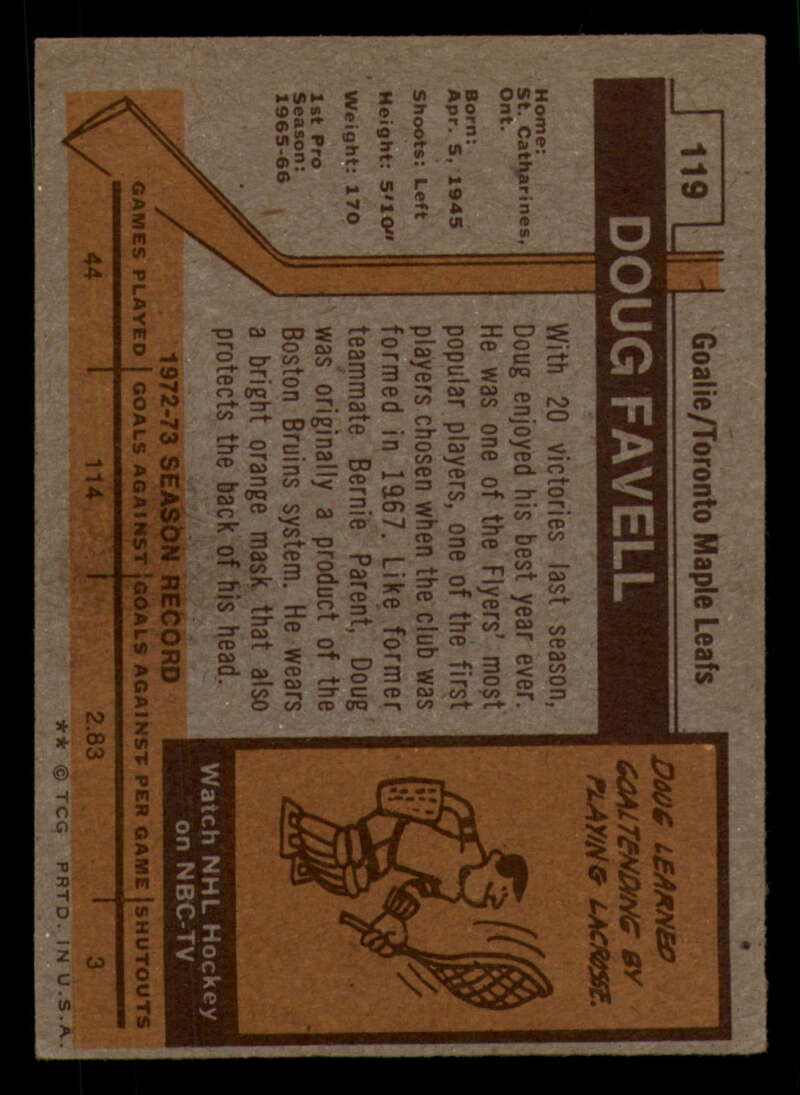 119
Goalie/Toronto Maple Leafs
DOUG FAVELL
Home:
St. Catharines,
Ont.
Born:
Apr. 5, 1945
Shoots: Left
Height: 5'10"
Weight: 170
1st Pro
Season:
1965-66
With 20 victories last season,
Doug enjoyed his best year ever.
He was one of the Flyers' most
popular players, one of the first
players chosen when the club was
formed in 1967. Like former
teammate Bernie Parent, Doug
was originally a product of the
Boston Bruins system. He wears
a bright orange mask that also
protects the back of his head.
DOUG LEARNED
GOALTENDING BY
PLAYING LACROSSE.
Watch NHL Hockey
on NBC-TV
1972-73 SEASON RECORD
GAMES PLAYED GOALS AGAINST GOALS AGAINST PER GAME SHUTOUTS
44 114 2.83 3
** © TCG PRTD. IN U.S.A.